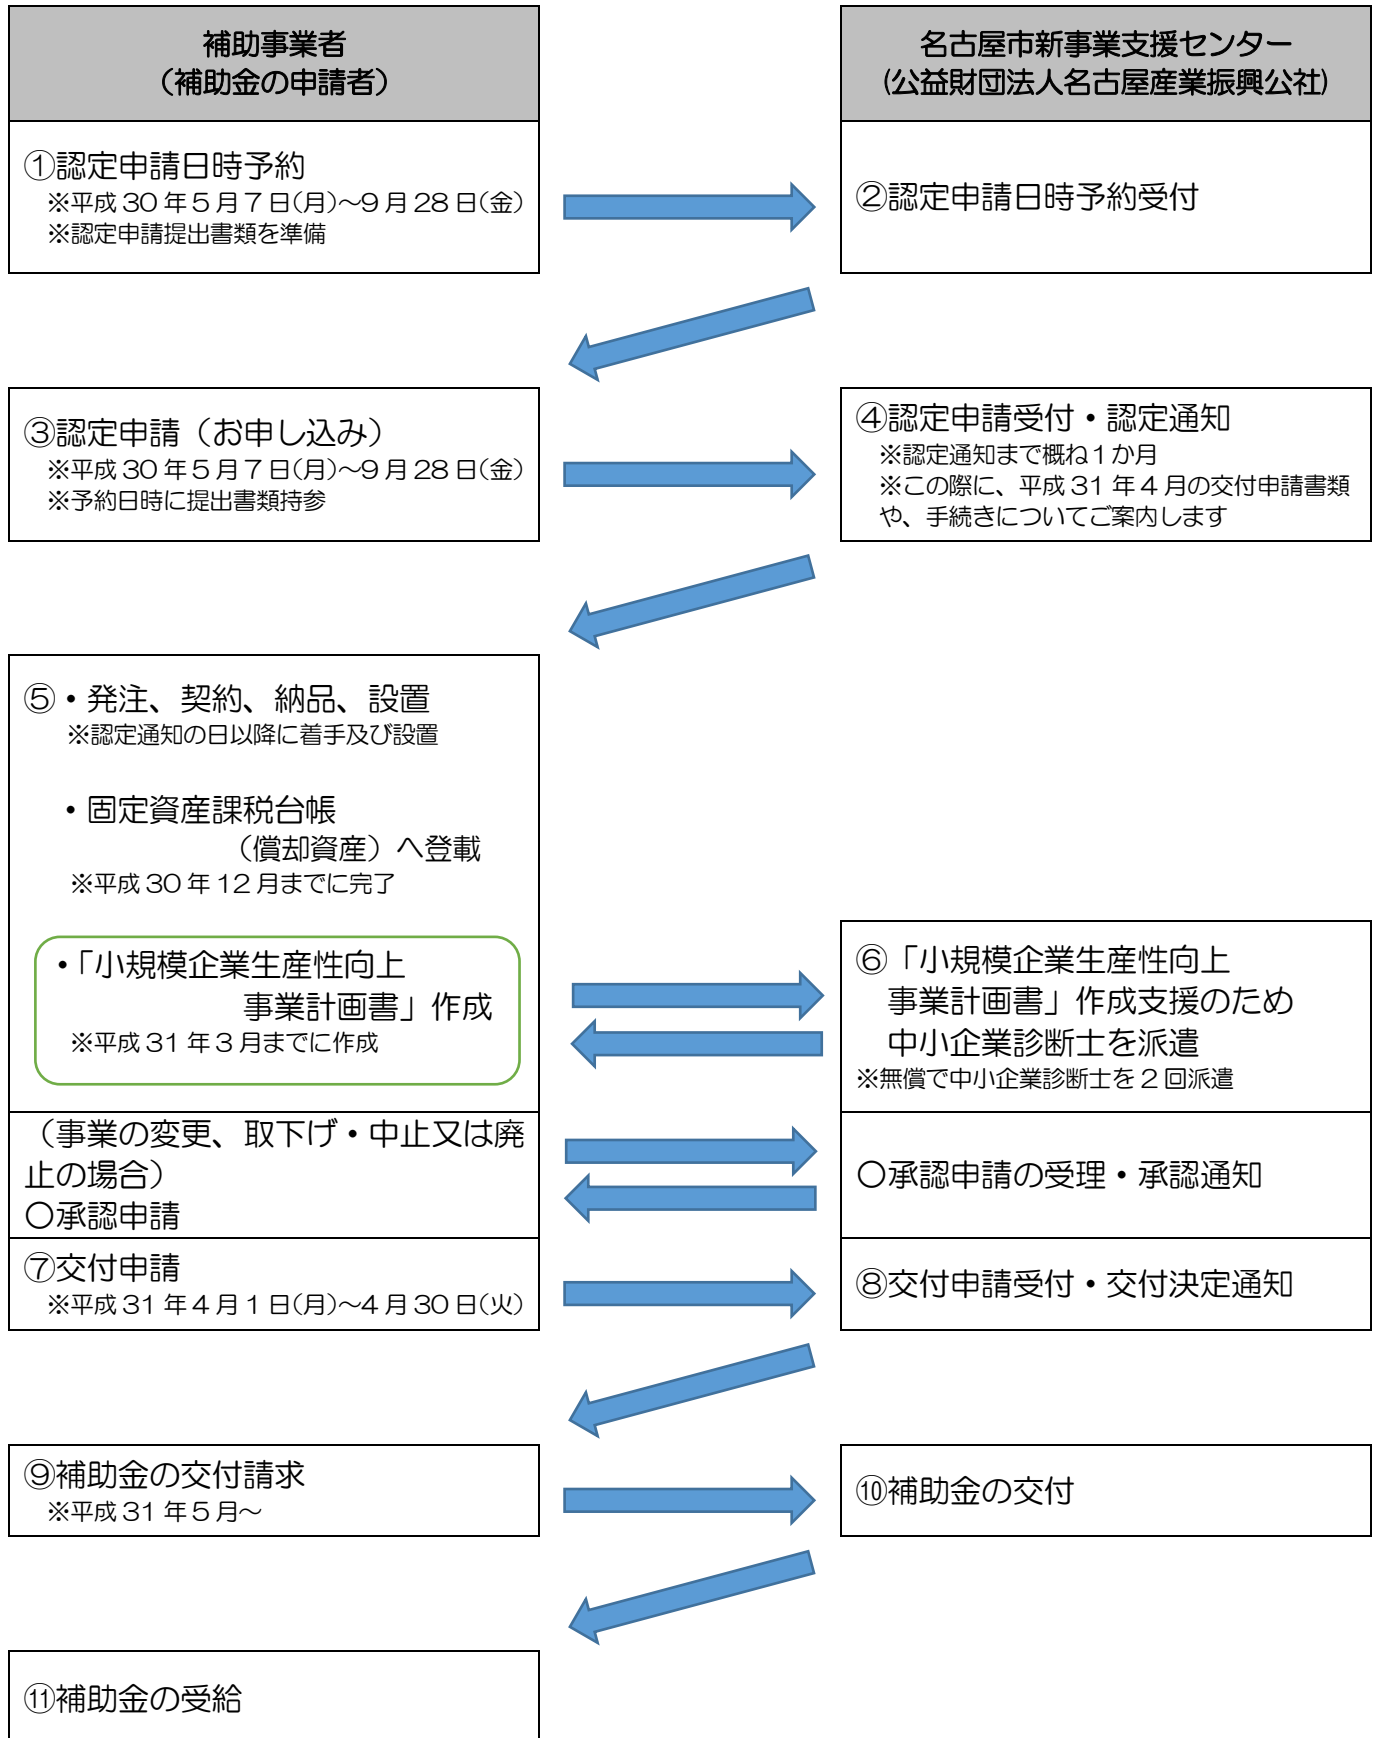 補助事業者
（補助金の申請者）
名古屋市新事業支援センター
(公益財団法人名古屋産業振興公社)
①認定申請日時予約
※平成30年5月7日(月)～9月28日(金)
※認定申請提出書類を準備
②認定申請日時予約受付
③認定申請（お申し込み）
※平成30年5月7日(月)～9月28日(金)
※予約日時に提出書類持参
④認定申請受付・認定通知
※認定通知まで概ね1か月
※この際に、平成31年4月の交付申請書類
や、手続きについてご案内します
⑤・発注、契約、納品、設置
※認定通知の日以降に着手及び設置
・固定資産課税台帳
（償却資産）へ登載
※平成30年12月までに完了
・「小規模企業生産性向上
事業計画書」作成
※平成31年3月までに作成
⑥「小規模企業生産性向上
事業計画書」作成支援のため
中小企業診断士を派遣
※無償で中小企業診断士を2回派遣
（事業の変更、取下げ・中止又は廃
止の場合）
○承認申請
○承認申請の受理・承認通知
⑦交付申請
※平成31年4月1日(月)～4月30日(火)
⑧交付申請受付・交付決定通知
⑨補助金の交付請求
※平成31年5月～
⑩補助金の交付
⑪補助金の受給